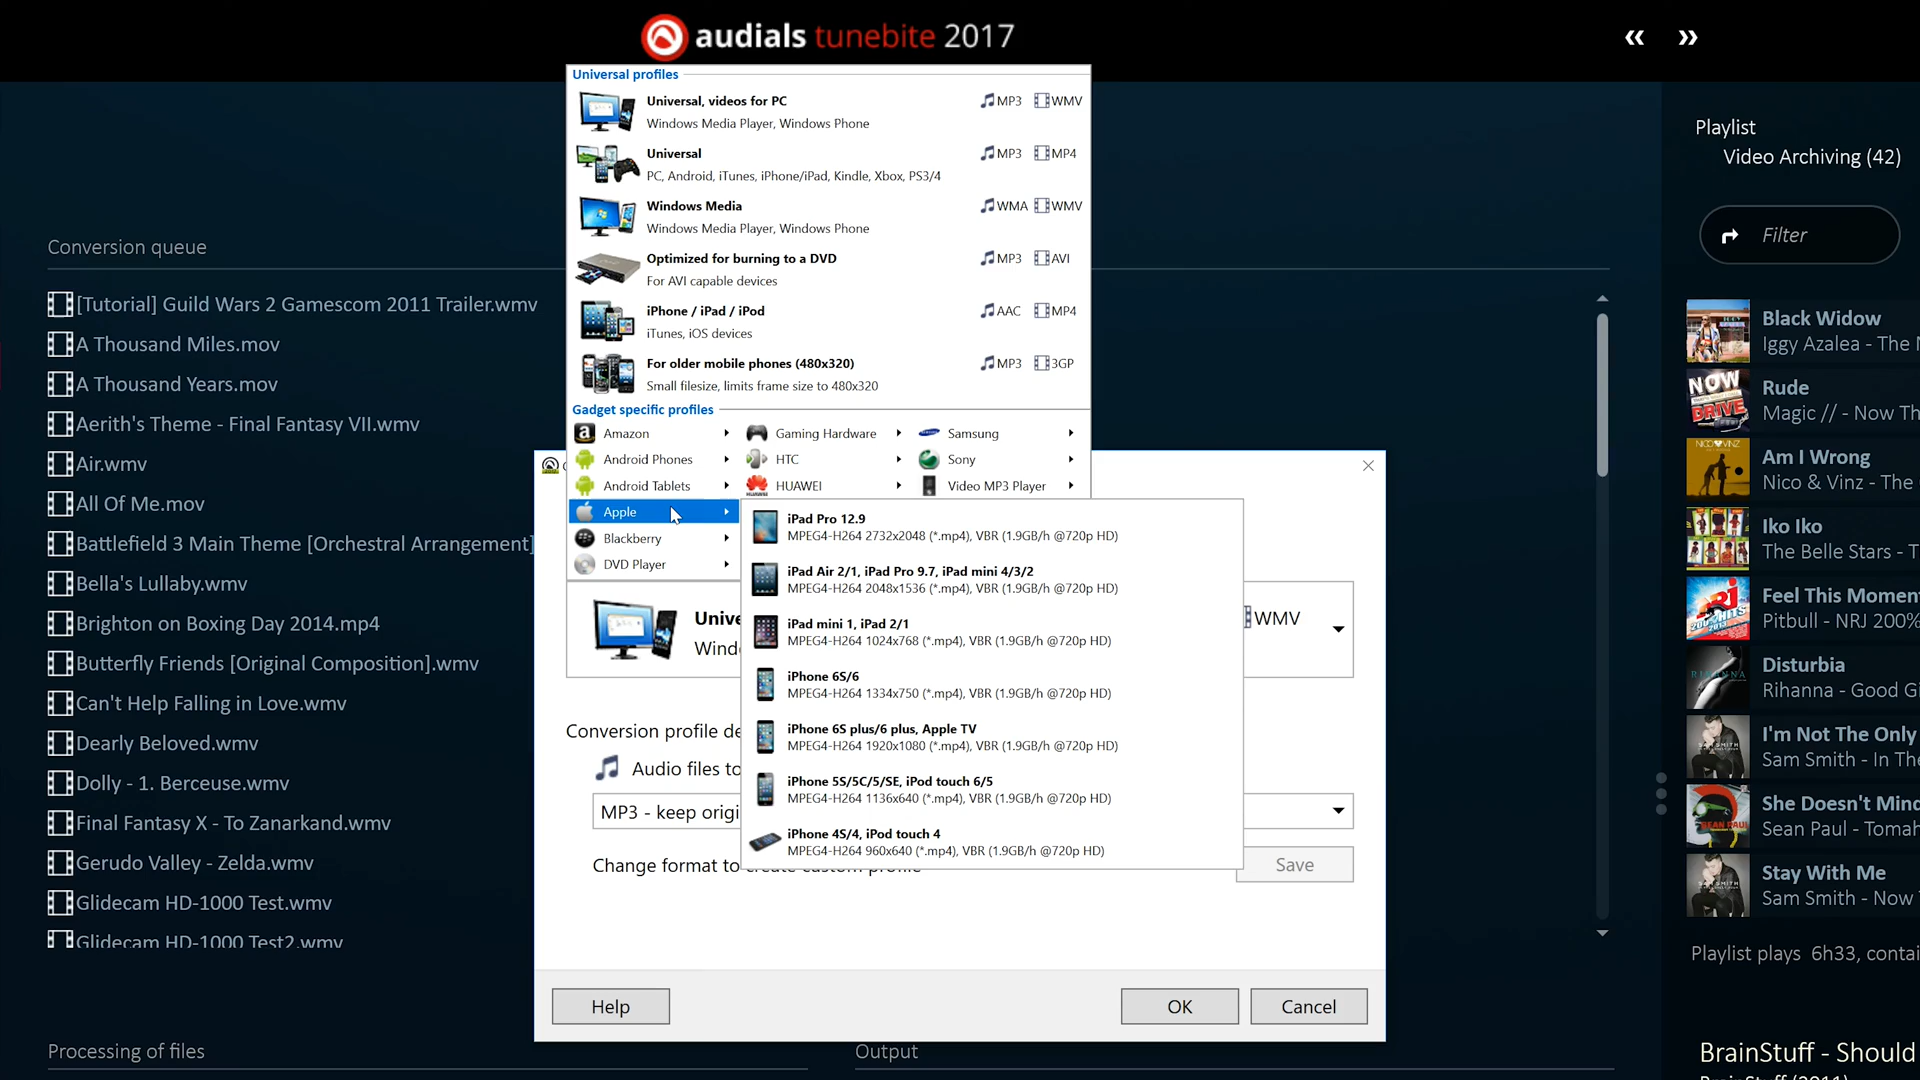 audials tunebite 2017
Universal profiles
Universal, videos for PC MP3 WMV
Windows Media Player, Windows Phone
Universal MP3 MP4
PC, Android, iTunes, iPhone/iPad, Kindle, Xbox, PS3/4
Windows Media WMA WMV
Windows Media Player, Windows Phone
Optimized for burning to a DVD MP3 AVI
For AVI capable devices
iPhone / iPad / iPod AAC MP4
iTunes, iOS devices
For older mobile phones (480x320) MP3 3GP
Small filesize, limits frame size to 480x320
Gadget specific profiles
Amazon Gaming Hardware Samsung
Android Phones HTC Sony
Android Tablets HUAWEI Video MP3 Player
Apple
Blackberry
DVD Player
iPad Pro 12.9
MPEG4-H264 2732x2048 (*.mp4), VBR (1.9GB/h @720p HD)
iPad Air 2/1, iPad Pro 9.7, iPad mini 4/3/2
MPEG4-H264 2048x1536 (*.mp4), VBR (1.9GB/h @720p HD)
iPad mini 1, iPad 2/1
MPEG4-H264 1024x768 (*.mp4), VBR (1.9GB/h @720p HD)
iPhone 6S/6
MPEG4-H264 1334x750 (*.mp4), VBR (1.9GB/h @720p HD)
iPhone 6S plus/6 plus, Apple TV
MPEG4-H264 1920x1080 (*.mp4), VBR (1.9GB/h @720p HD)
iPhone 5S/5C/5/SE, iPod touch 6/5
MPEG4-H264 1136x640 (*.mp4), VBR (1.9GB/h @720p HD)
iPhone 4S/4, iPod touch 4
MPEG4-H264 960x640 (*.mp4), VBR (1.9GB/h @720p HD)
Unive WMV
Windo
Conversion profile de
Audio files to
MP3 - keep origi
Change format to create custom profile
Save
Help OK Cancel
Conversion queue
[Tutorial] Guild Wars 2 Gamescom 2011 Trailer.wmv
A Thousand Miles.mov
A Thousand Years.mov
Aerith's Theme - Final Fantasy VII.wmv
Air.wmv
All Of Me.mov
Battlefield 3 Main Theme [Orchestral Arrangement]
Bella's Lullaby.wmv
Brighton on Boxing Day 2014.mp4
Butterfly Friends [Original Composition].wmv
Can't Help Falling in Love.wmv
Dearly Beloved.wmv
Dolly - 1. Berceuse.wmv
Final Fantasy X - To Zanarkand.wmv
Gerudo Valley - Zelda.wmv
Glidecam HD-1000 Test.wmv
Glidecam HD-1000 Test2.wmv
Processing of files
Output
Playlist
Video Archiving (42)
Filter
Black Widow
Iggy Azalea - The
Rude
Magic // - Now Th
Am I Wrong
Nico & Vinz - The
Iko Iko
The Belle Stars - T
Feel This Moment
Pitbull - NRJ 200%
Disturbia
Rihanna - Good Gi
I'm Not The Only
Sam Smith - In The
She Doesn't Mind
Sean Paul - Tomah
Stay With Me
Sam Smith - Now
Playlist plays 6h33, contai
BrainStuff - Should